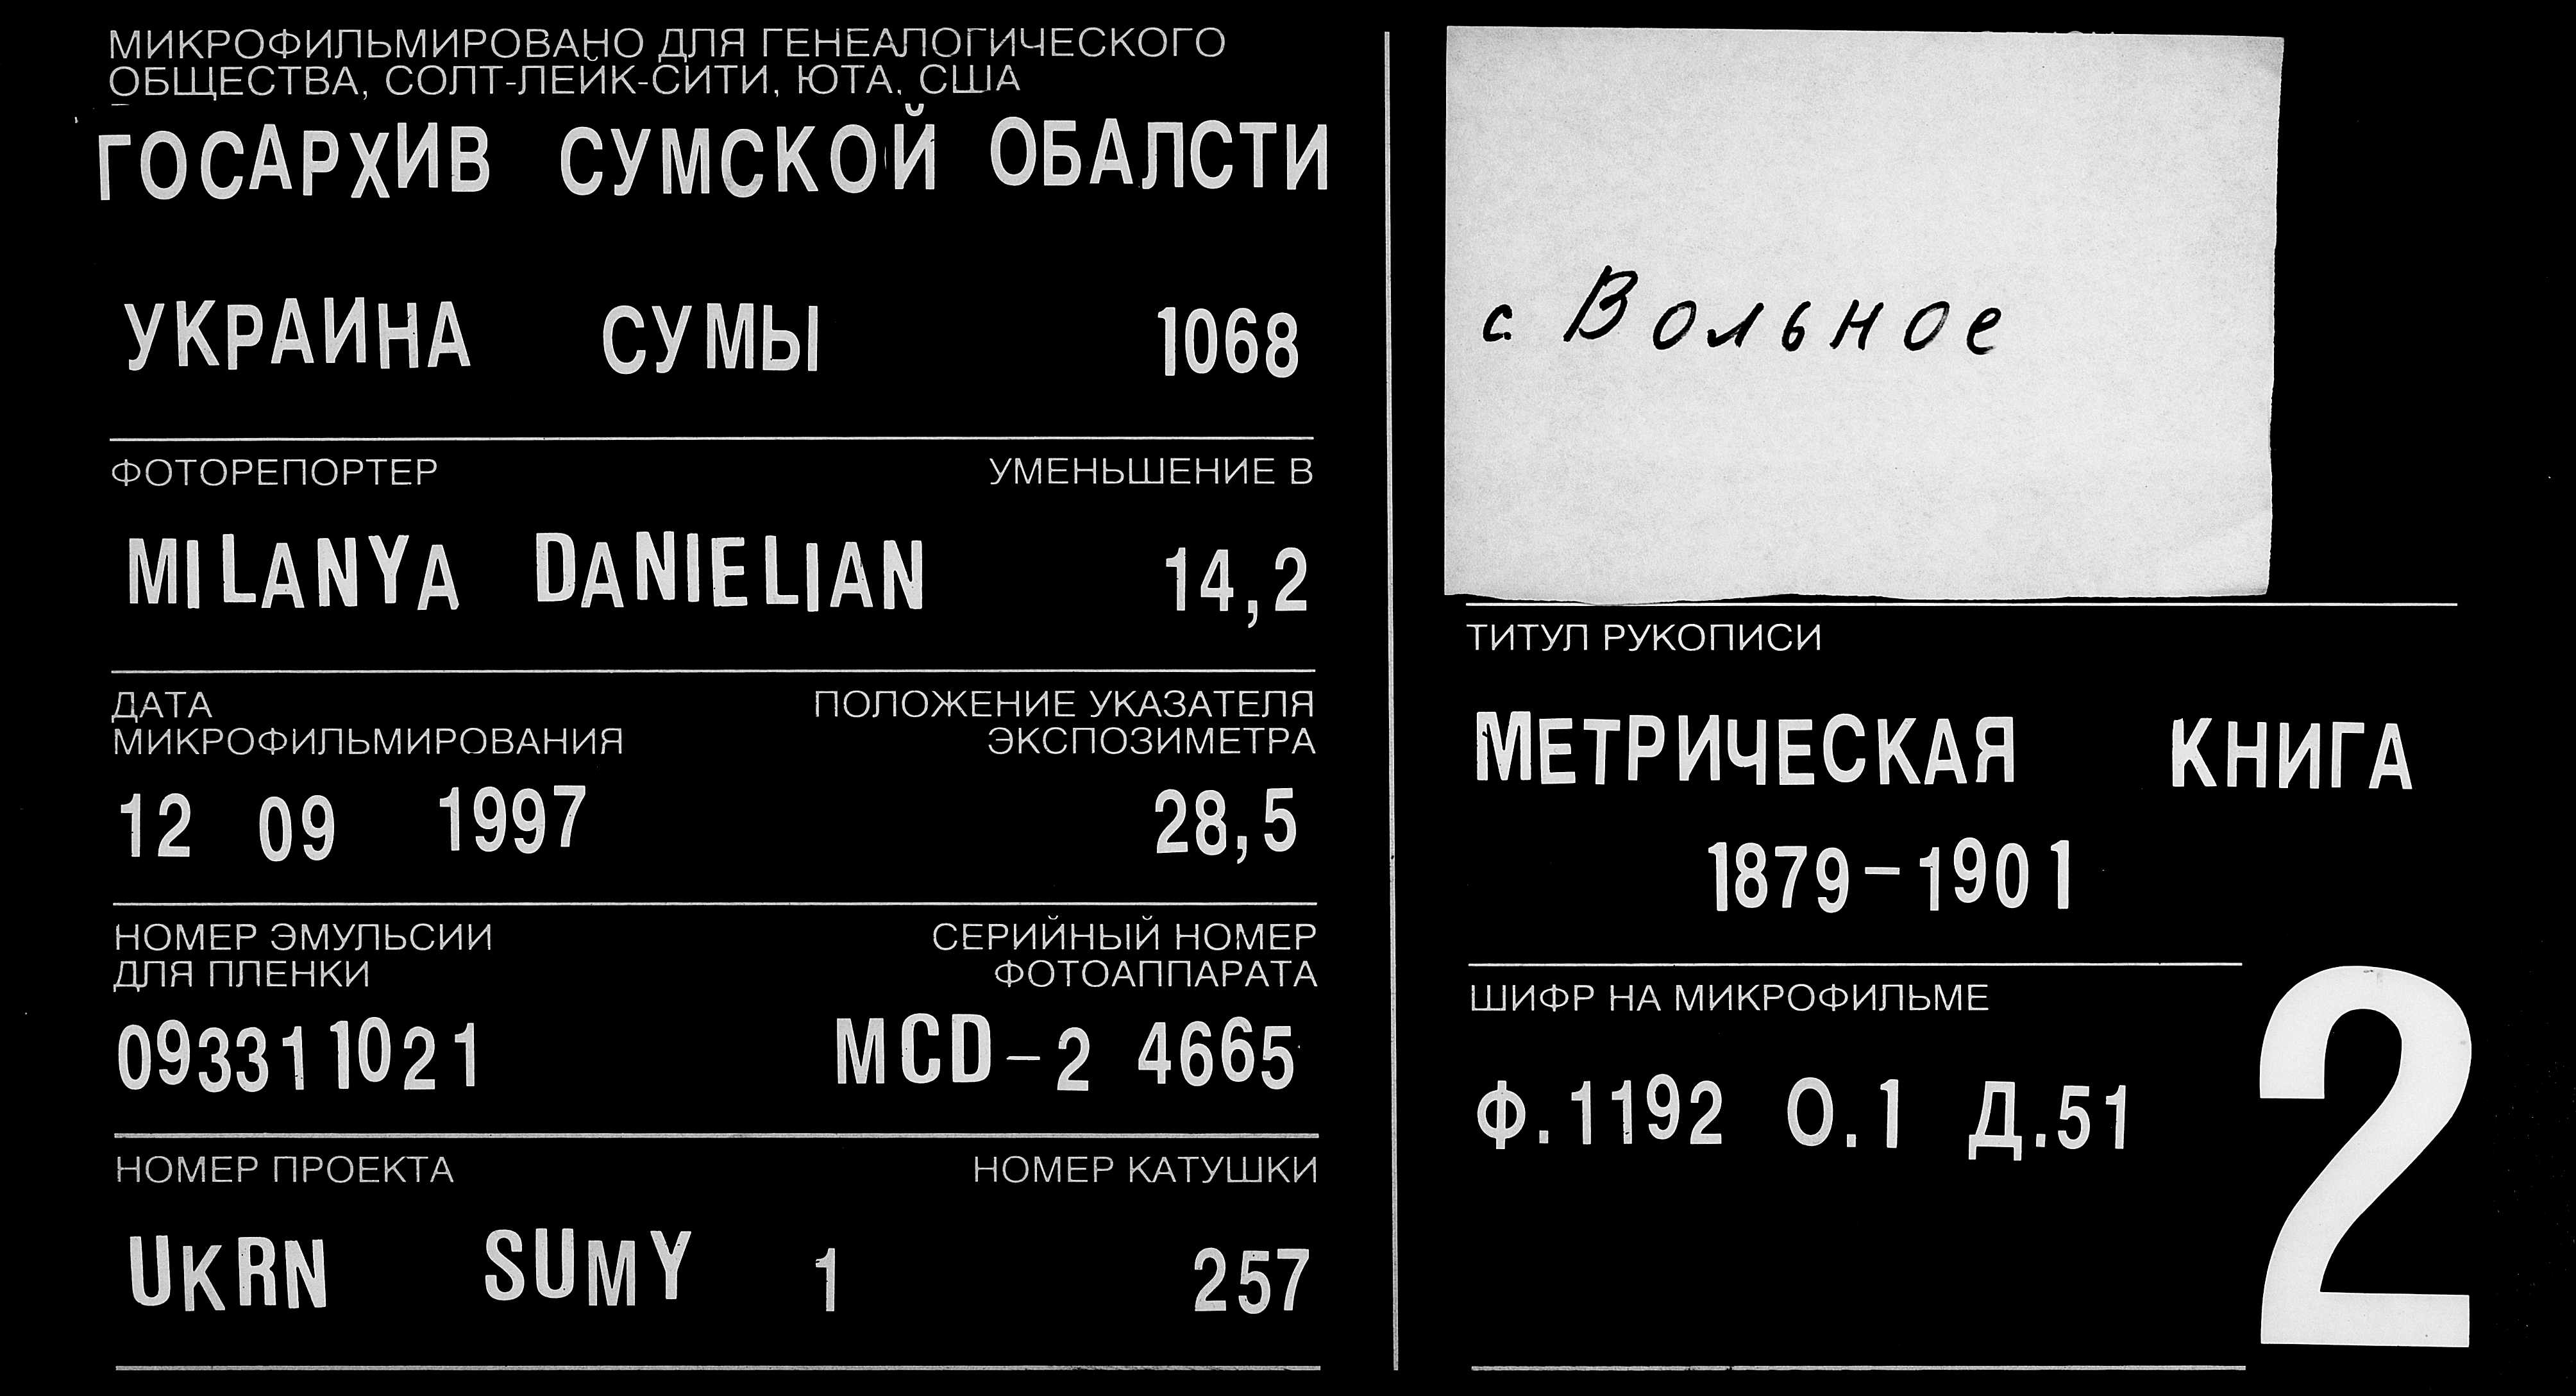 МИКРОФИЛЬМИРОВАНО ДЛЯ ГЕНЕАЛОГИЧЕСКОГО
ОБЩЕСТВА, СОЛТ-ЛЕЙК-СИТИ, ЮТА, США
ГОСАРХИВ СУМСКОЙ ОБАЛСТИ
УКРАИНА СУМЫ 1068
ФОТОРЕПОРТЕР УМЕНЬШЕНИЕ В
MILANYA DANIELIAN 14,2
ДАТА ПОЛОЖЕНИЕ УКАЗАТЕЛЯ
МИКРОФИЛЬМИРОВАНИЯ ЭКСПОЗИМЕТРА
12 09 1997 28,5
НОМЕР ЭМУЛЬСИИ СЕРИЙНЫЙ НОМЕР
ДЛЯ ПЛЕНКИ ФОТОАППАРАТА
093311021 MCD-2 4665
НОМЕР ПРОЕКТА НОМЕР КАТУШКИ
UKRN SUMY 1 257
с. Вольное
ТИТУЛ РУКОПИСИ
МЕТРИЧЕСКАЯ КНИГА
1879-1901
ШИФР НА МИКРОФИЛЬМЕ
Ф.1192 О.1 Д.51
2